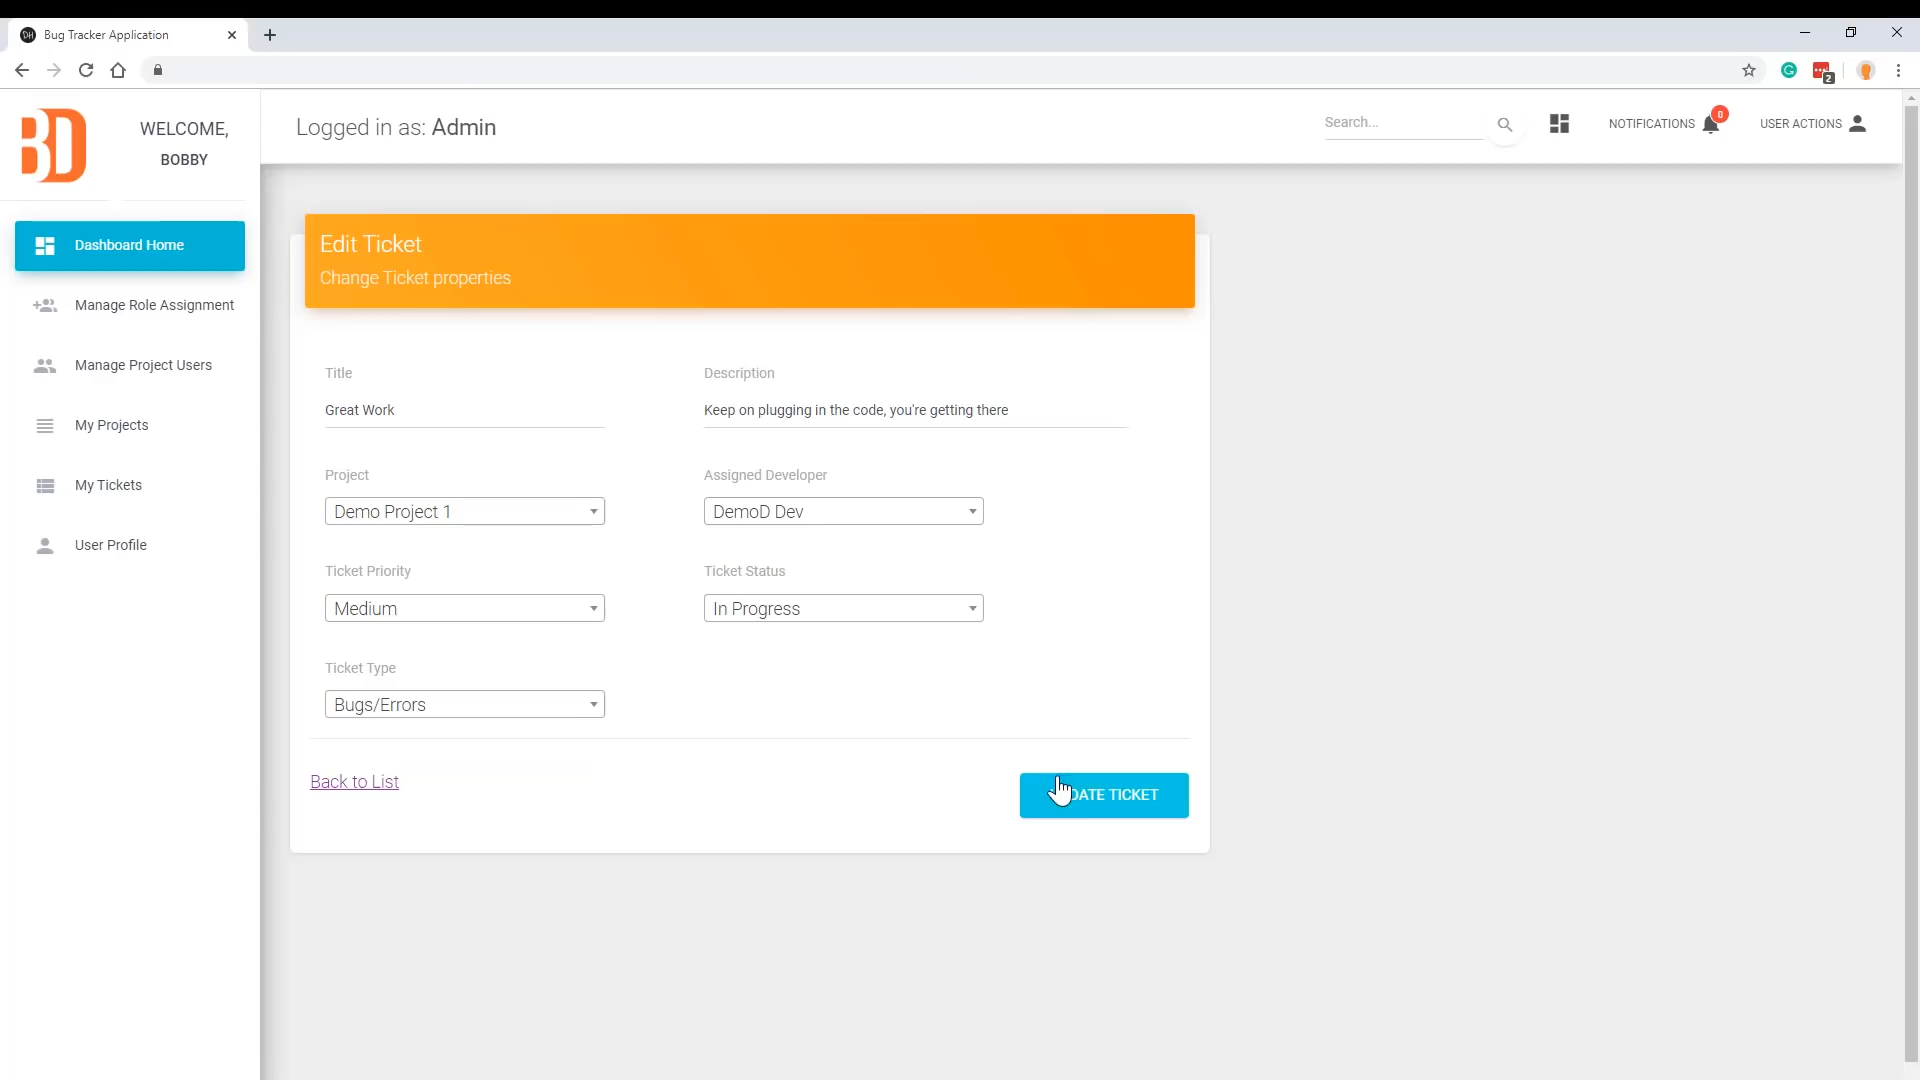 Bug Tracker Application
2
BD
WELCOME,
BOBBY
Logged in as: Admin
Search...
NOTIFICATIONS
0
USER ACTIONS
Dashboard Home
Manage Role Assignment
Manage Project Users
My Projects
My Tickets
User Profile
Edit Ticket
Change Ticket properties
Title
Description
Great Work
Keep on plugging in the code, you're getting there
Project
Assigned Developer
Demo Project 1
DemoD Dev
Ticket Priority
Ticket Status
Medium
In Progress
Ticket Type
Bugs/Errors
Back to List
TICKET